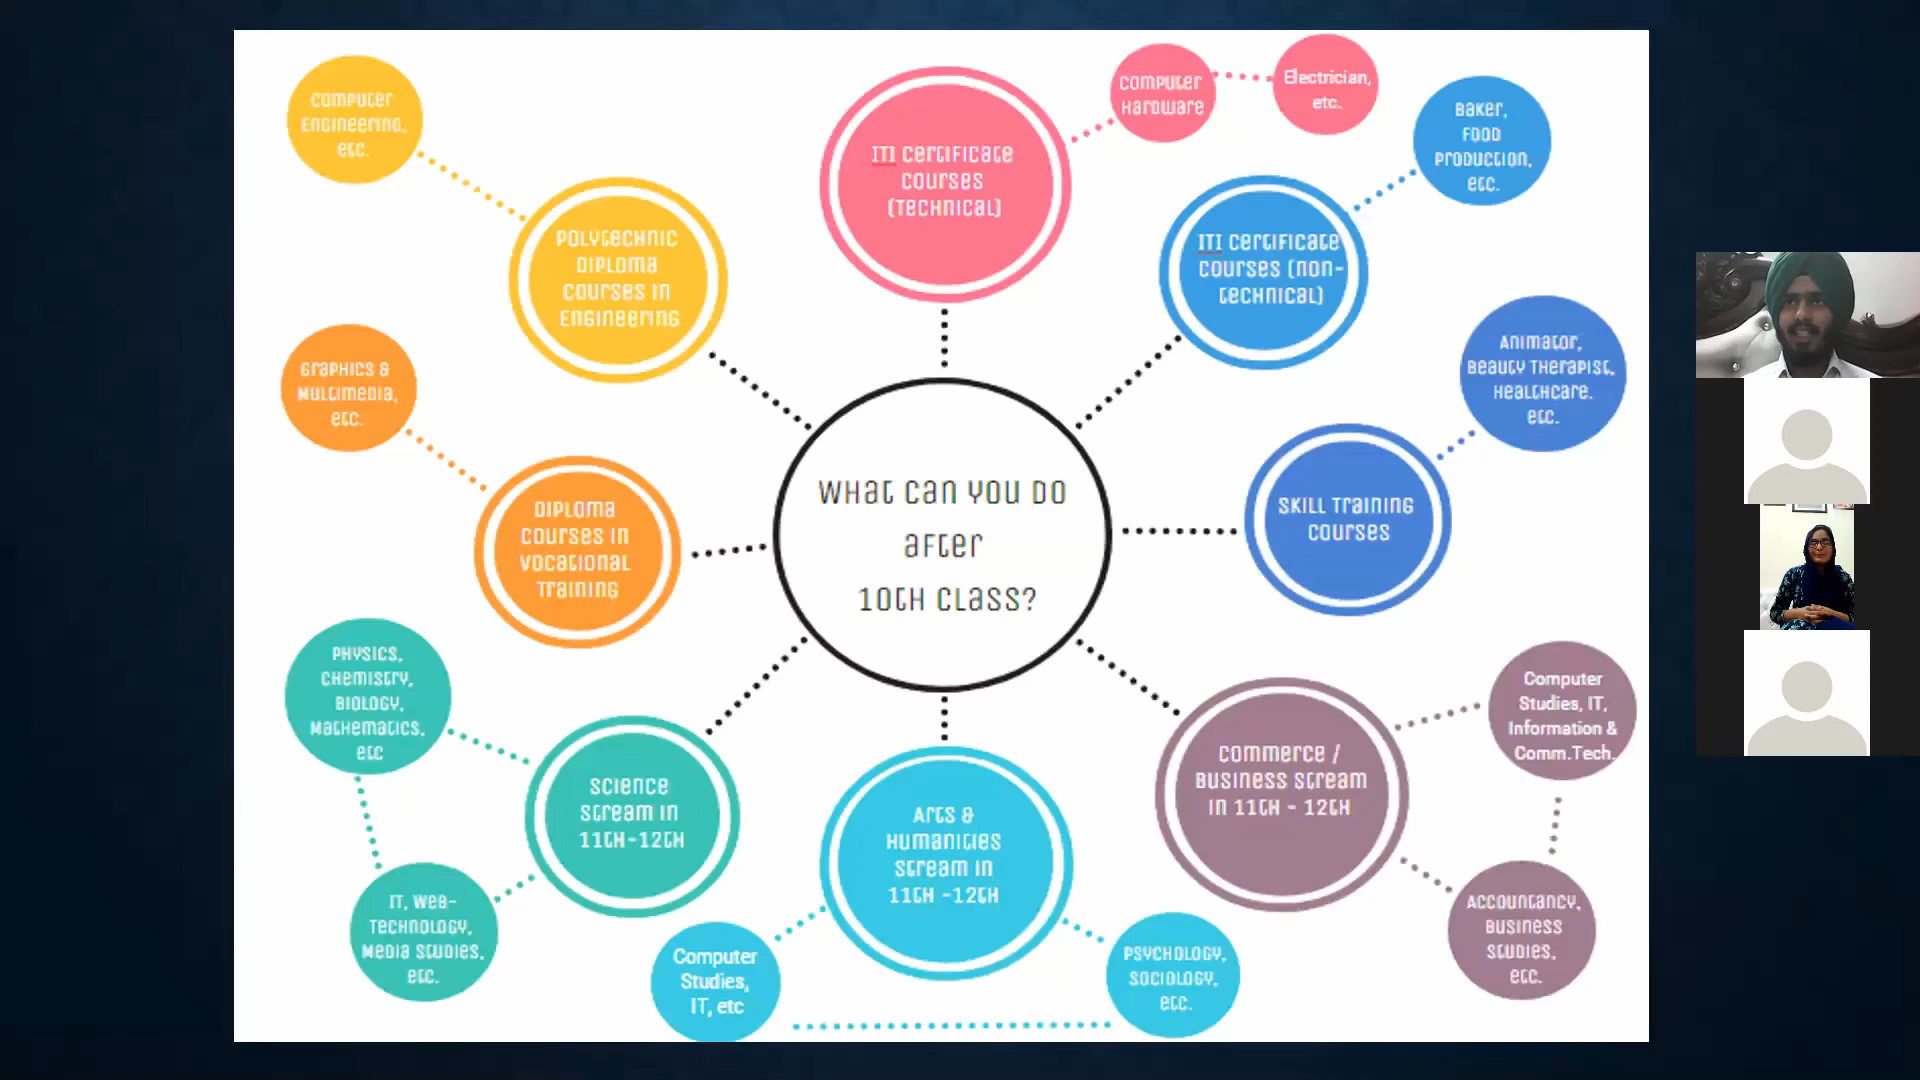 What can you do
after
10th class?
ITI Certificate
courses
(Technical)
Computer
Hardware
Electrician,
etc.
ITI Certificate
courses (non-
technical)
Baker,
Food
Production,
etc.
Skill Training
Courses
Animator,
Beauty Therapist,
Healthcare.
etc.
Commerce /
Business stream
in 11th - 12th
Computer
Studies, IT,
Information &
Comm.Tech.
Accountancy,
Business
Studies,
etc.
Arts &
Humanities
stream in
11th -12th
Psychology,
Sociology,
etc.
Computer
Studies,
IT, etc
Science
stream in
11th-12th
IT, Web-
Technology,
Media Studies,
etc.
Physics,
Chemistry,
Biology,
Mathematics,
etc
Diploma
courses in
Vocational
Training
Graphics &
Multimedia,
etc.
Polytechnic
Diploma
courses in
Engineering
Computer
Engineering,
etc.